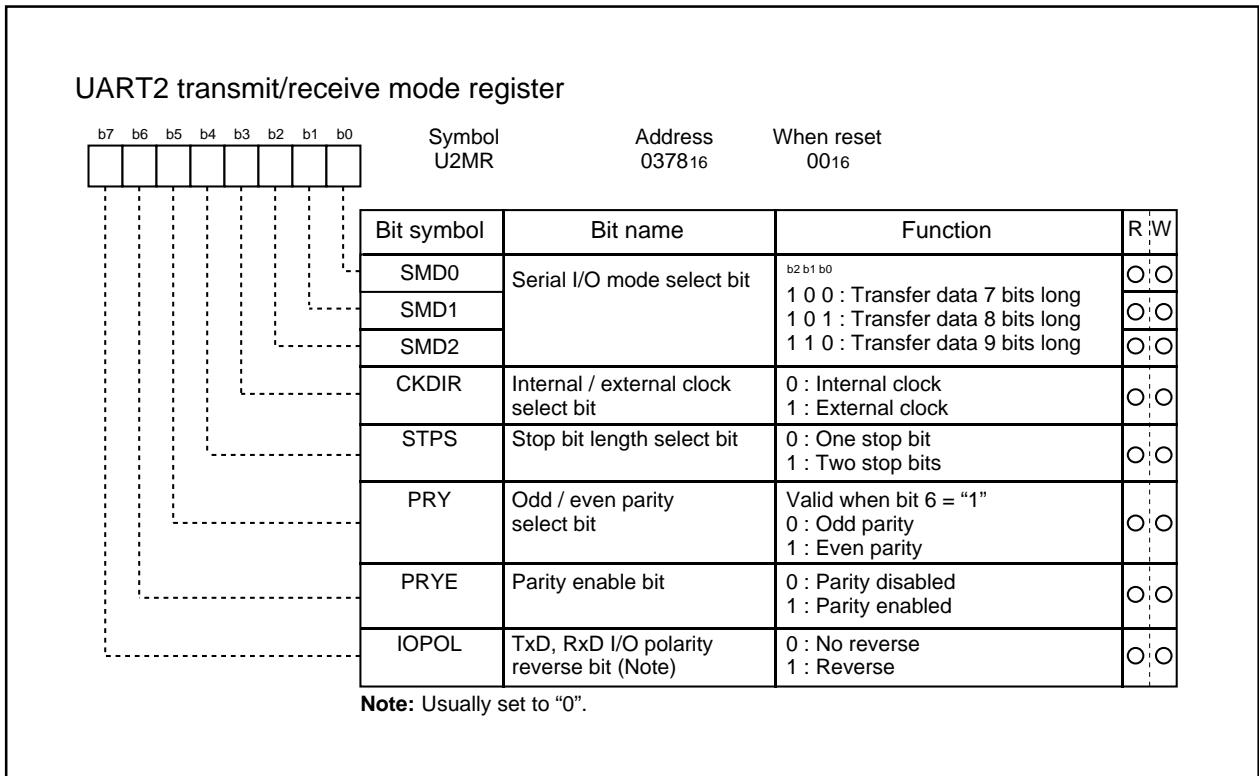 UART2 transmit/receive mode register
b7 b6 b5 b4 b3 b2 b1 b0
Symbol Address When reset
U2MR 037816 0016
Bit symbol Bit name Function R W
SMD0 Serial I/O mode select bit b2 b1 b0
1 0 0 : Transfer data 7 bits long
SMD1 1 0 1 : Transfer data 8 bits long
SMD2 1 1 0 : Transfer data 9 bits long
CKDIR Internal / external clock 0 : Internal clock
select bit 1 : External clock
STPS Stop bit length select bit 0 : One stop bit
1 : Two stop bits
PRY Odd / even parity Valid when bit 6 = “1”
select bit 0 : Odd parity
1 : Even parity
PRYE Parity enable bit 0 : Parity disabled
1 : Parity enabled
IOPOL TxD, RxD I/O polarity 0 : No reverse
reverse bit (Note) 1 : Reverse
Note: Usually set to “0”.